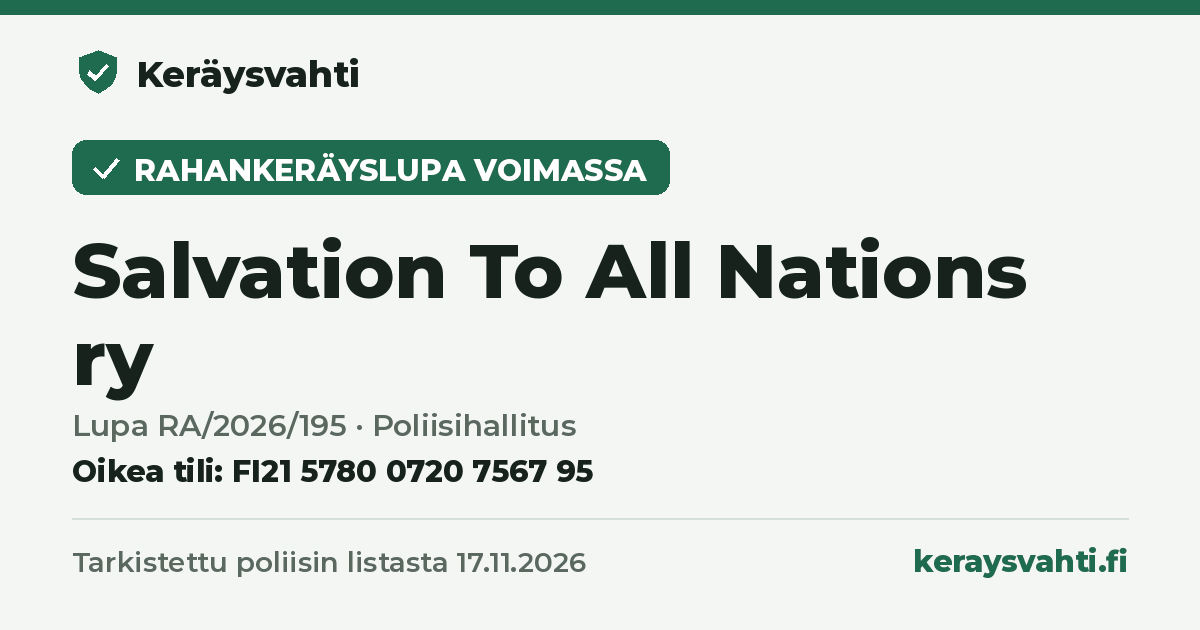 Keräysvahti
RAHANKERÄYSLUPA VOIMASSA
Salvation To All Nations
ry
Lupa RA/2026/195 · Poliisihallitus
Oikea tili: FI21 5780 0720 7567 95
Tarkistettu poliisin listasta 17.11.2026
keraysvahti.fi